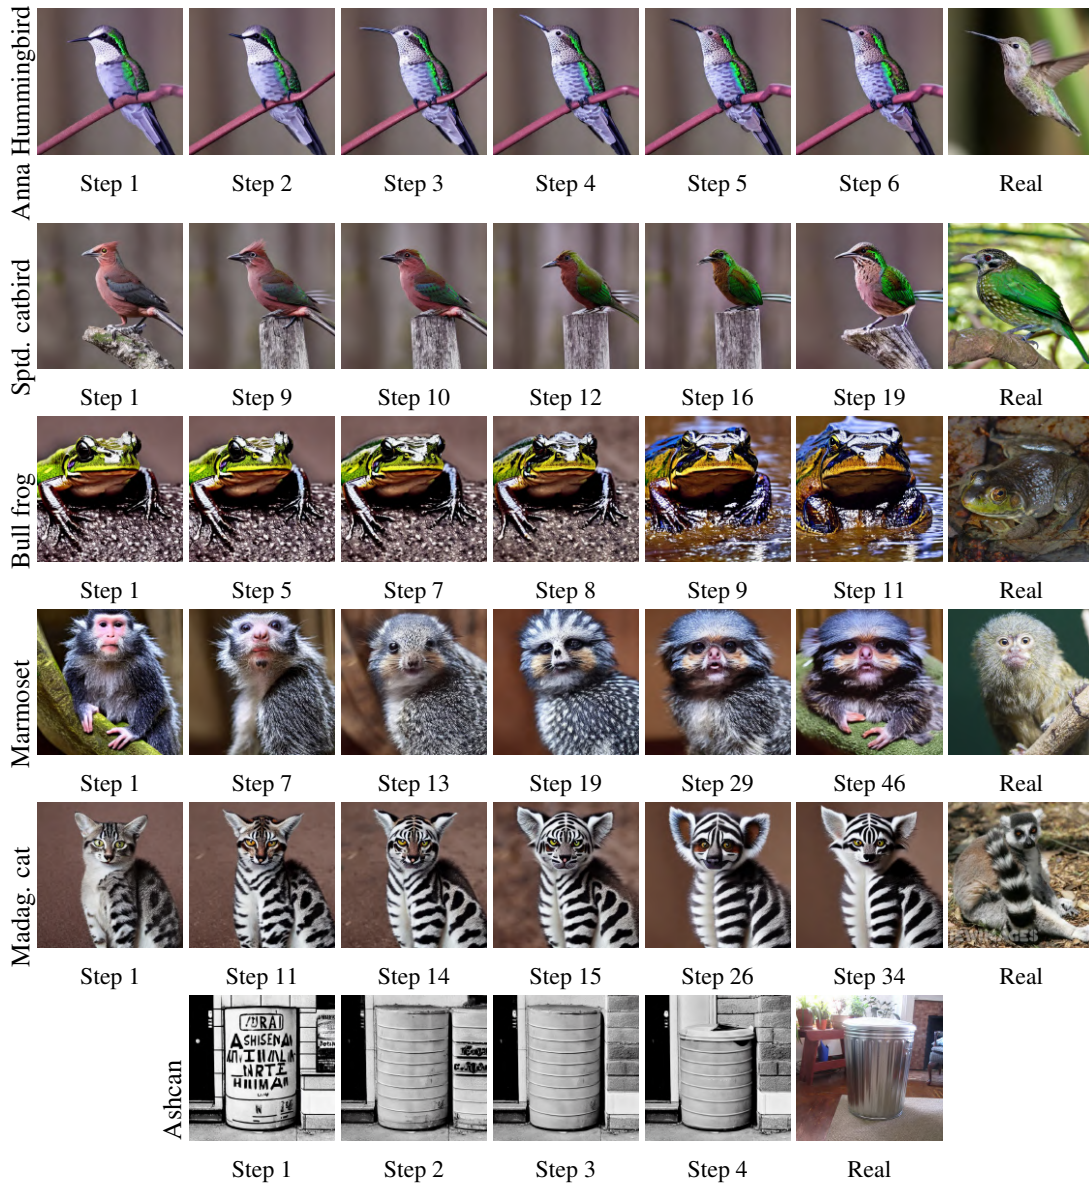 Anna Hummingbird
Step 1 Step 2 Step 3 Step 4 Step 5 Step 6 Real
Sptd. catbird
Step 1 Step 9 Step 10 Step 12 Step 16 Step 19 Real
Bull frog
Step 1 Step 5 Step 7 Step 8 Step 9 Step 11 Real
Marmoset
Step 1 Step 7 Step 13 Step 19 Step 29 Step 46 Real
Madag. cat
Step 1 Step 11 Step 14 Step 15 Step 26 Step 34 Real
Ashcan
Step 1 Step 2 Step 3 Step 4 Real